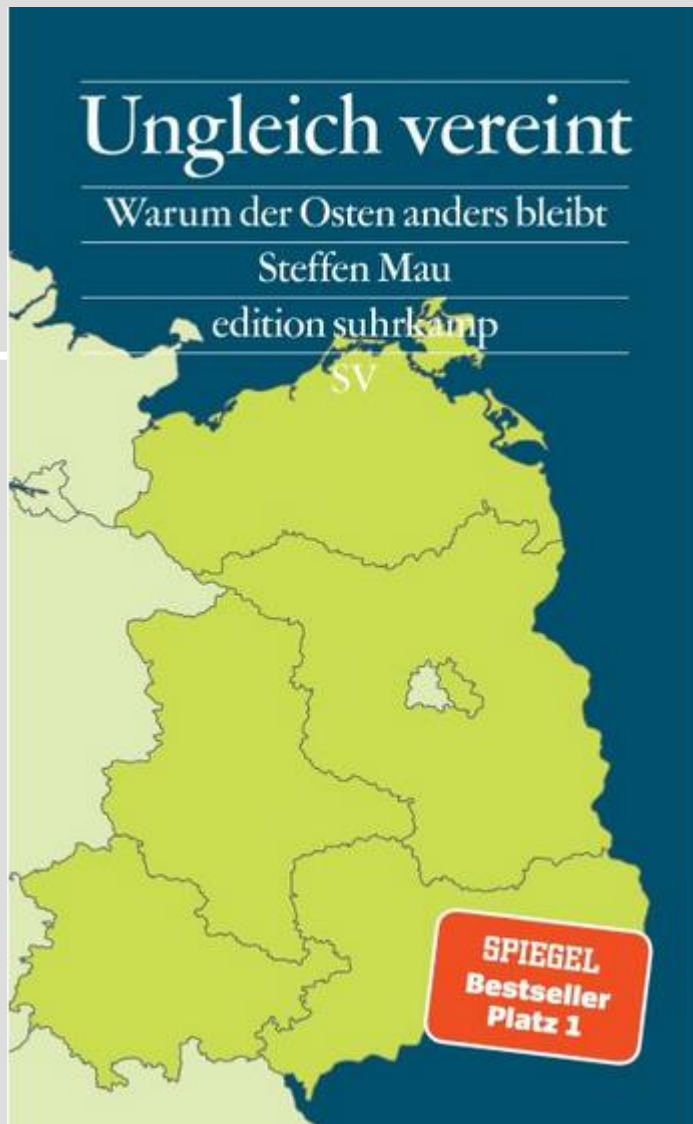 Ungleich vereint
Warum der Osten anders bleibt
Steffen Mau
edition suhrkamp
SV
SPIEGEL
Bestseller
Platz 1